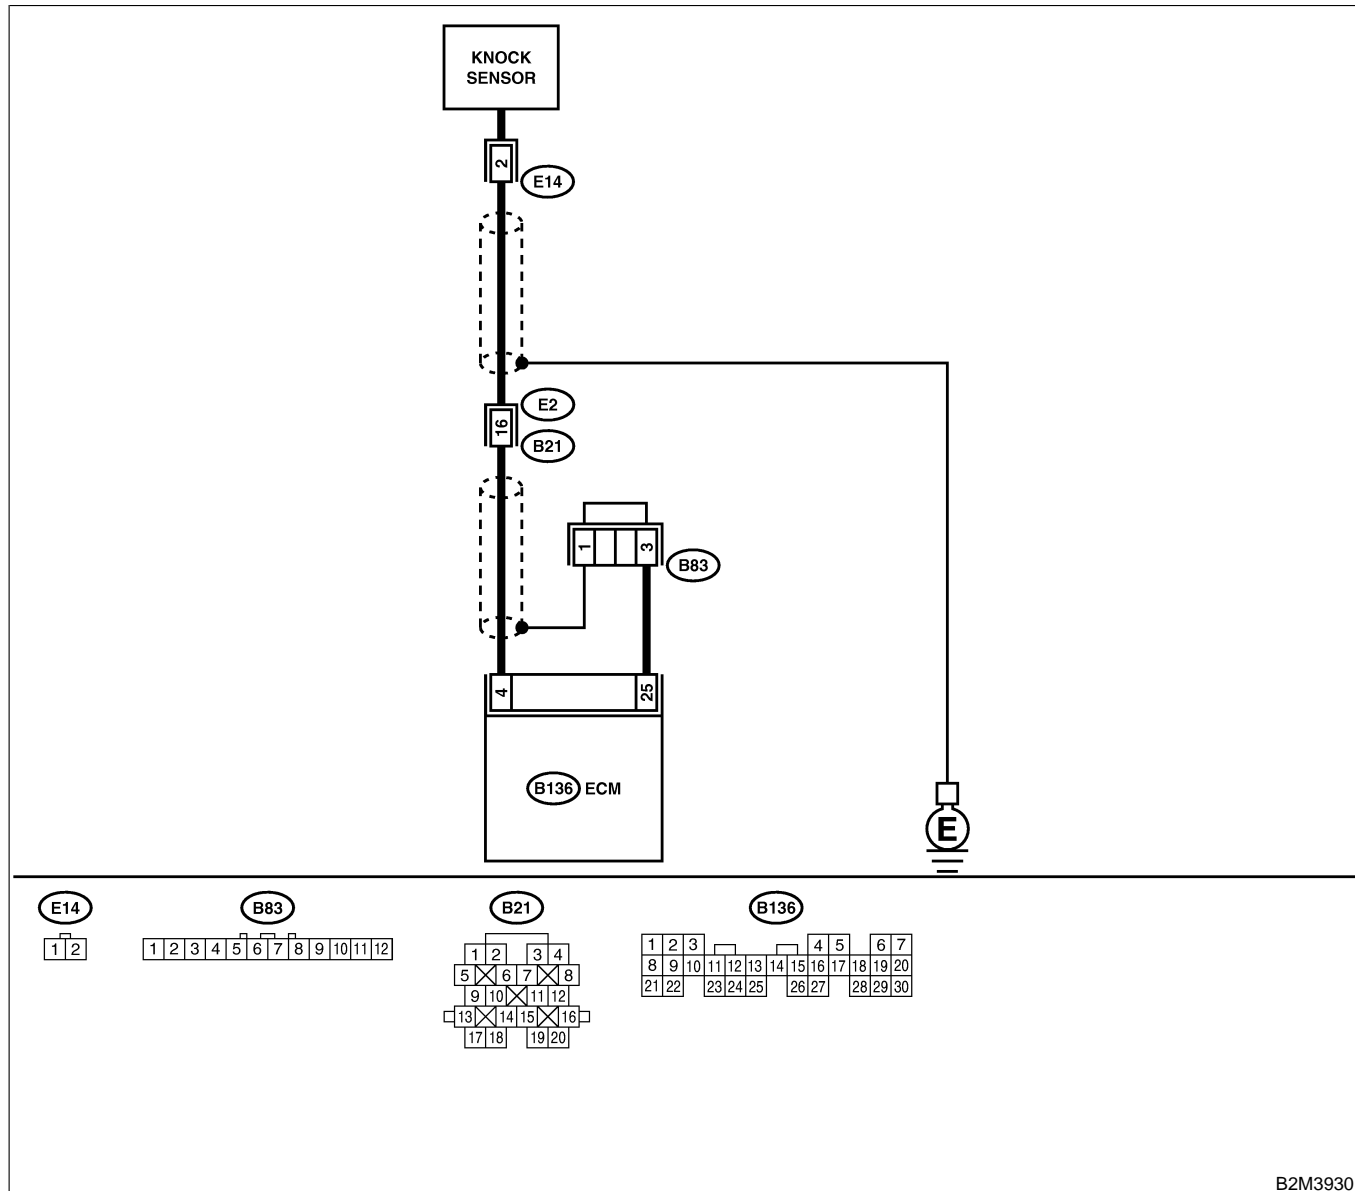 KNOCK
SENSOR
2
E14
E2
16
B21
1
3
B83
4
25
B136 ECM
E
E14
B83
B21
B136
1 2
1 2 3 4 5 6 7 8 9 10 11 12
1 2 3 4
5 6 7 8
9 10 11 12
13 14 15 16
17 18 19 20
1 2 3 4 5 6 7
8 9 10 11 12 13 14 15 16 17 18 19 20
21 22 23 24 25 26 27 28 29 30
B2M3930